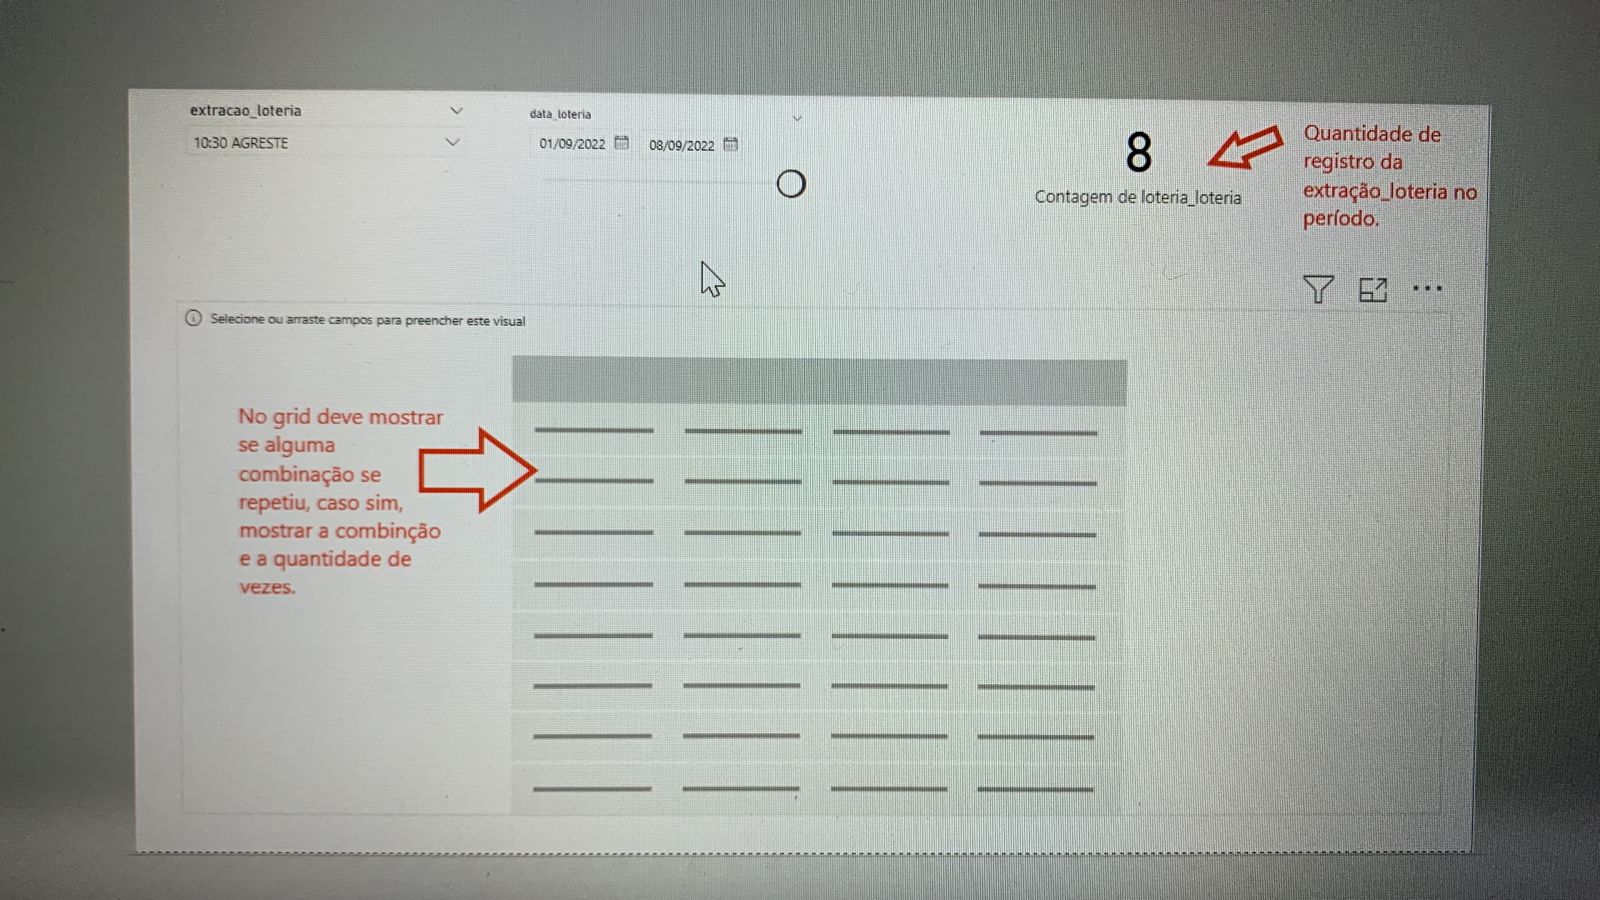 extracao_loteria
10:30 AGRESTE
data_loteria
01/09/2022
08/09/2022
8
Contagem de loteria_loteria
Quantidade de
registro da
extração_loteria no
período.
Selecione ou arraste campos para preencher este visual
No grid deve mostrar
se alguma
combinação se
repetiu, caso sim,
mostrar a combinção
e a quantidade de
vezes.